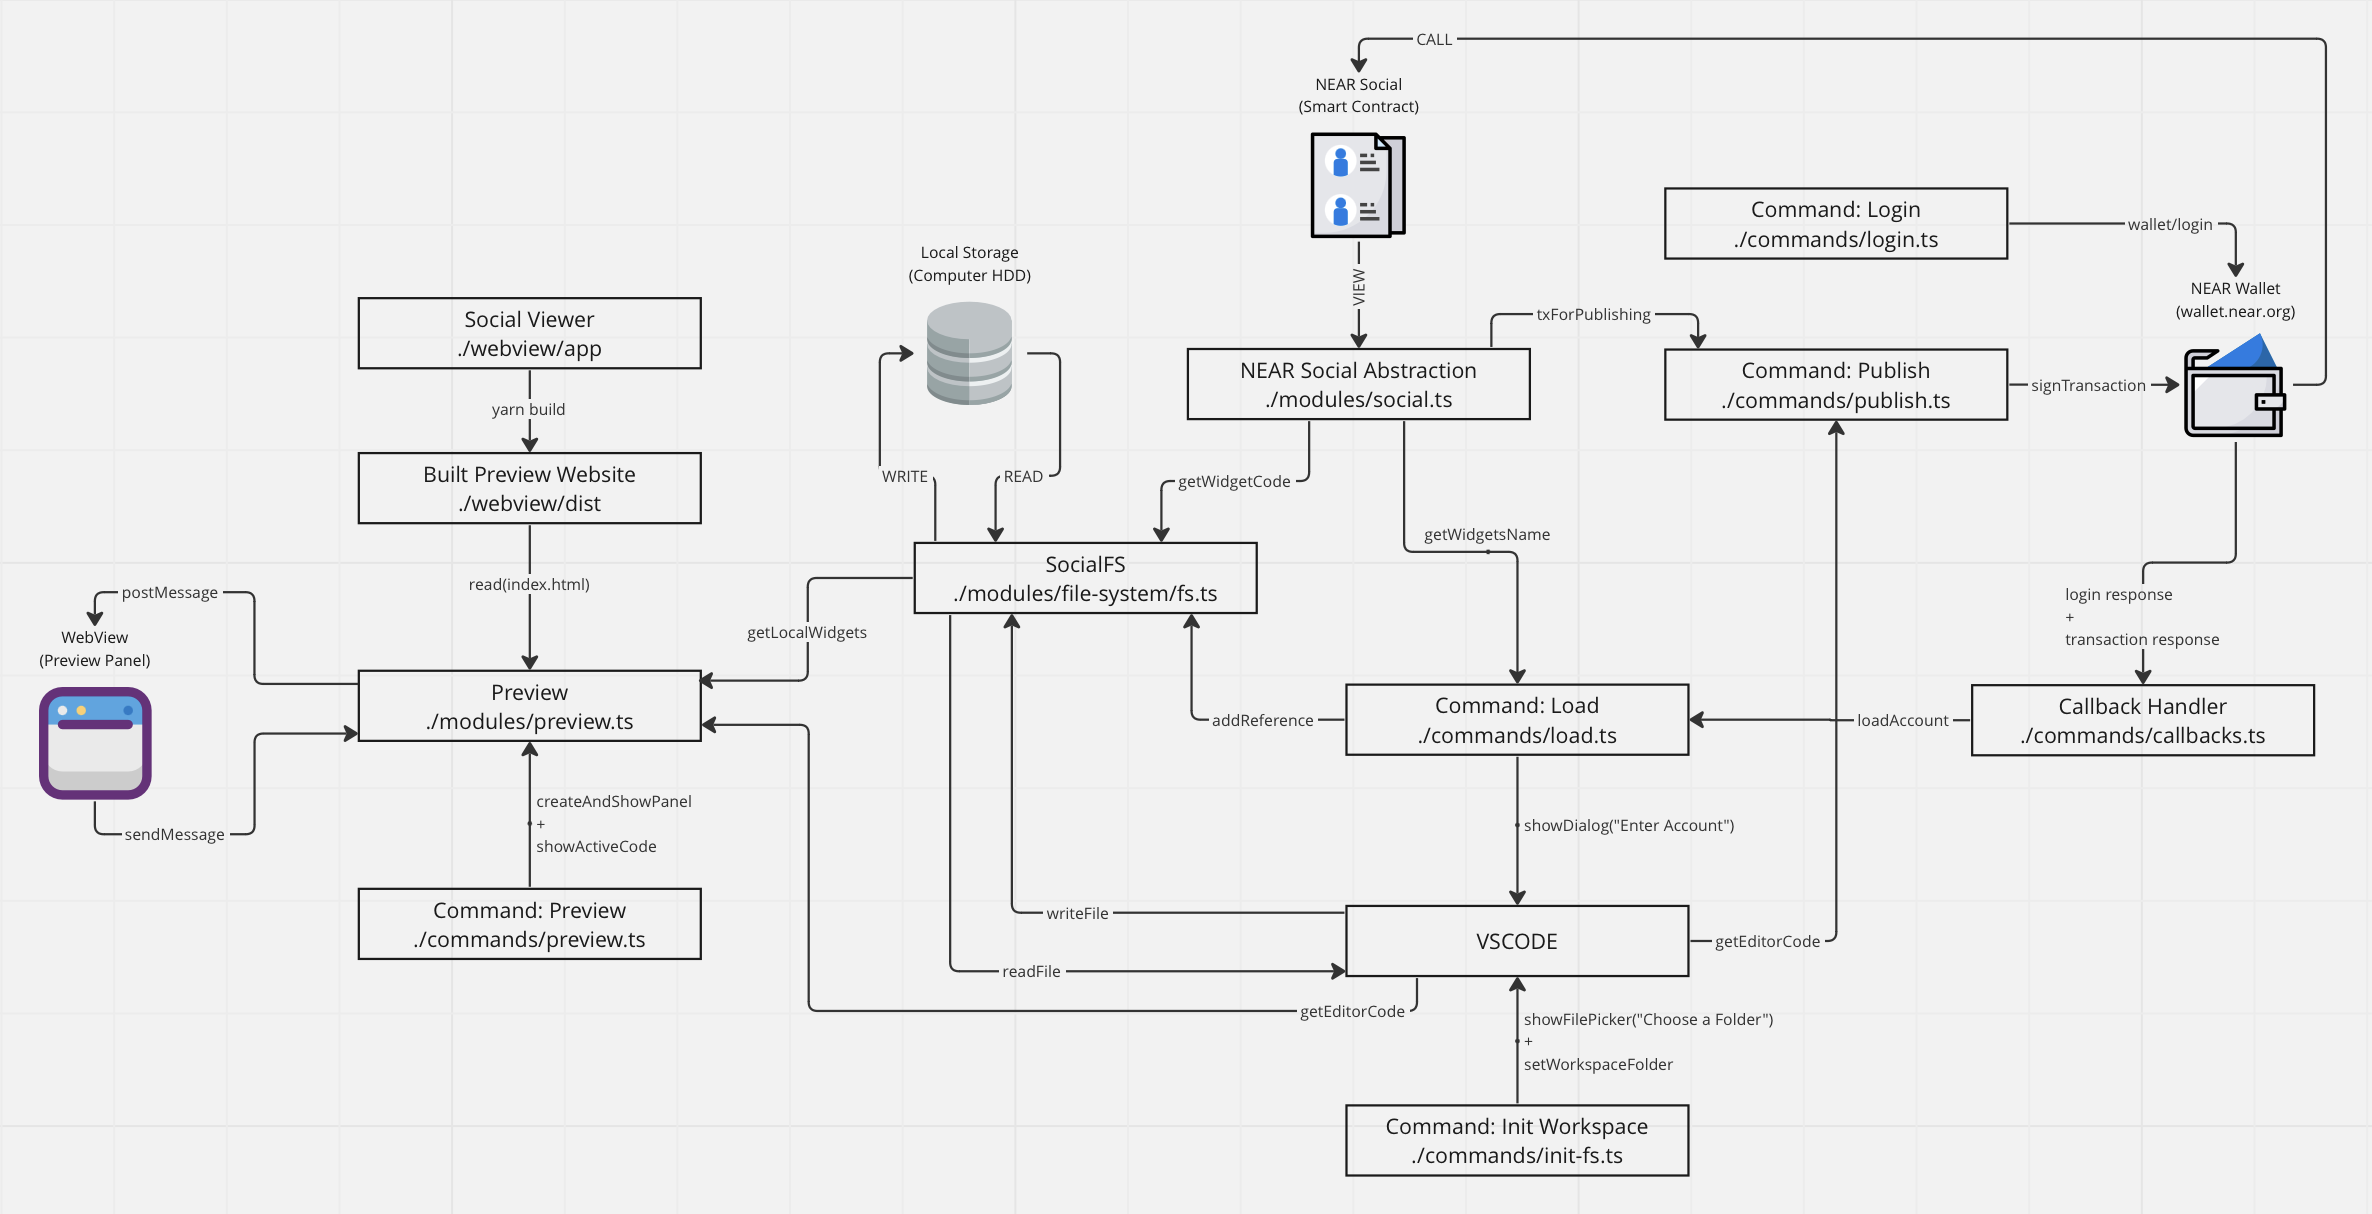 CALL
NEAR Social
(Smart Contract)
VIEW
Command: Login
./commands/login.ts
wallet/login
NEAR Wallet
(wallet.near.org)
Local Storage
(Computer HDD)
Social Viewer
./webview/app
yarn build
Built Preview Website
./webview/dist
read(index.html)
WRITE
READ
NEAR Social Abstraction
./modules/social.ts
txForPublishing
Command: Publish
./commands/publish.ts
signTransaction
getWidgetCode
getWidgetsName
SocialFS
./modules/file-system/fs.ts
getLocalWidgets
postMessage
WebView
(Preview Panel)
Preview
./modules/preview.ts
sendMessage
createAndShowPanel
+
showActiveCode
Command: Preview
./commands/preview.ts
login response
+
transaction response
Callback Handler
./commands/callbacks.ts
loadAccount
Command: Load
./commands/load.ts
addReference
showDialog("Enter Account")
writeFile
readFile
VSCODE
getEditorCode
getEditorCode
showFilePicker("Choose a Folder")
+
setWorkspaceFolder
Command: Init Workspace
./commands/init-fs.ts